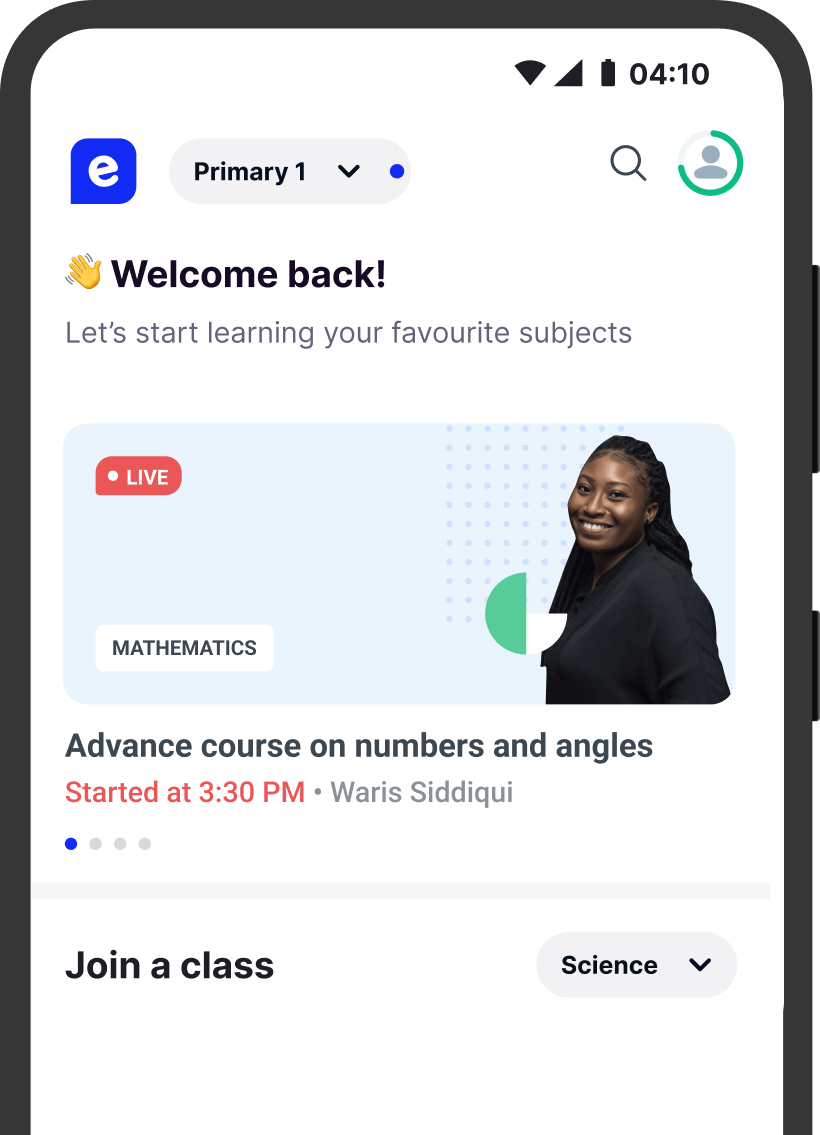 04:10
e
Primary 1
👋 Welcome back!
Let’s start learning your favourite subjects
LIVE
MATHEMATICS
Advance course on numbers and angles
Started at 3:30 PM • Waris Siddiqui
Join a class
Science